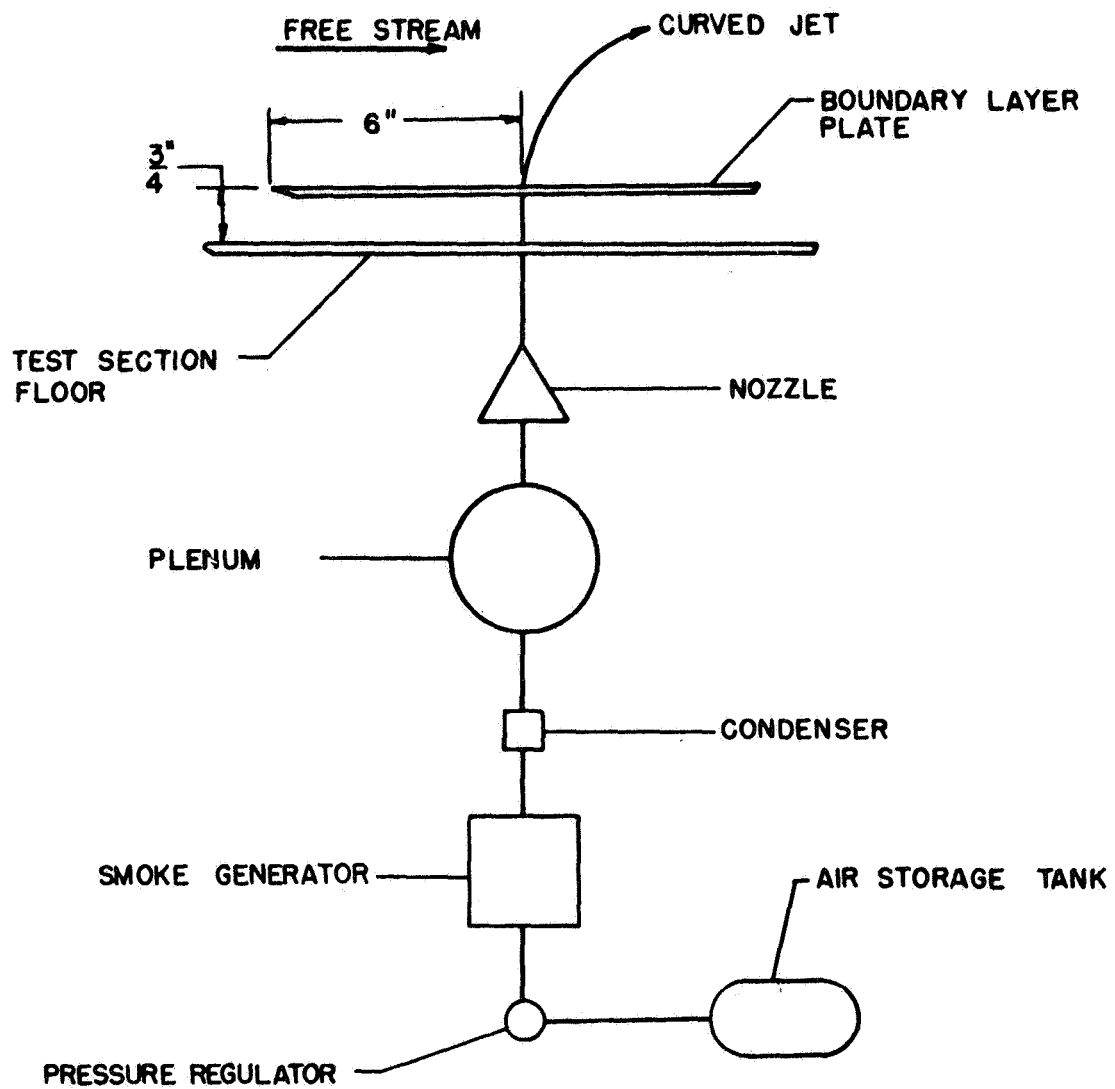 FREE STREAM
CURVED JET
6"
BOUNDARY LAYER
PLATE
3"
4
TEST SECTION
FLOOR
NOZZLE
PLENUM
CONDENSER
SMOKE GENERATOR
AIR STORAGE TANK
PRESSURE REGULATOR